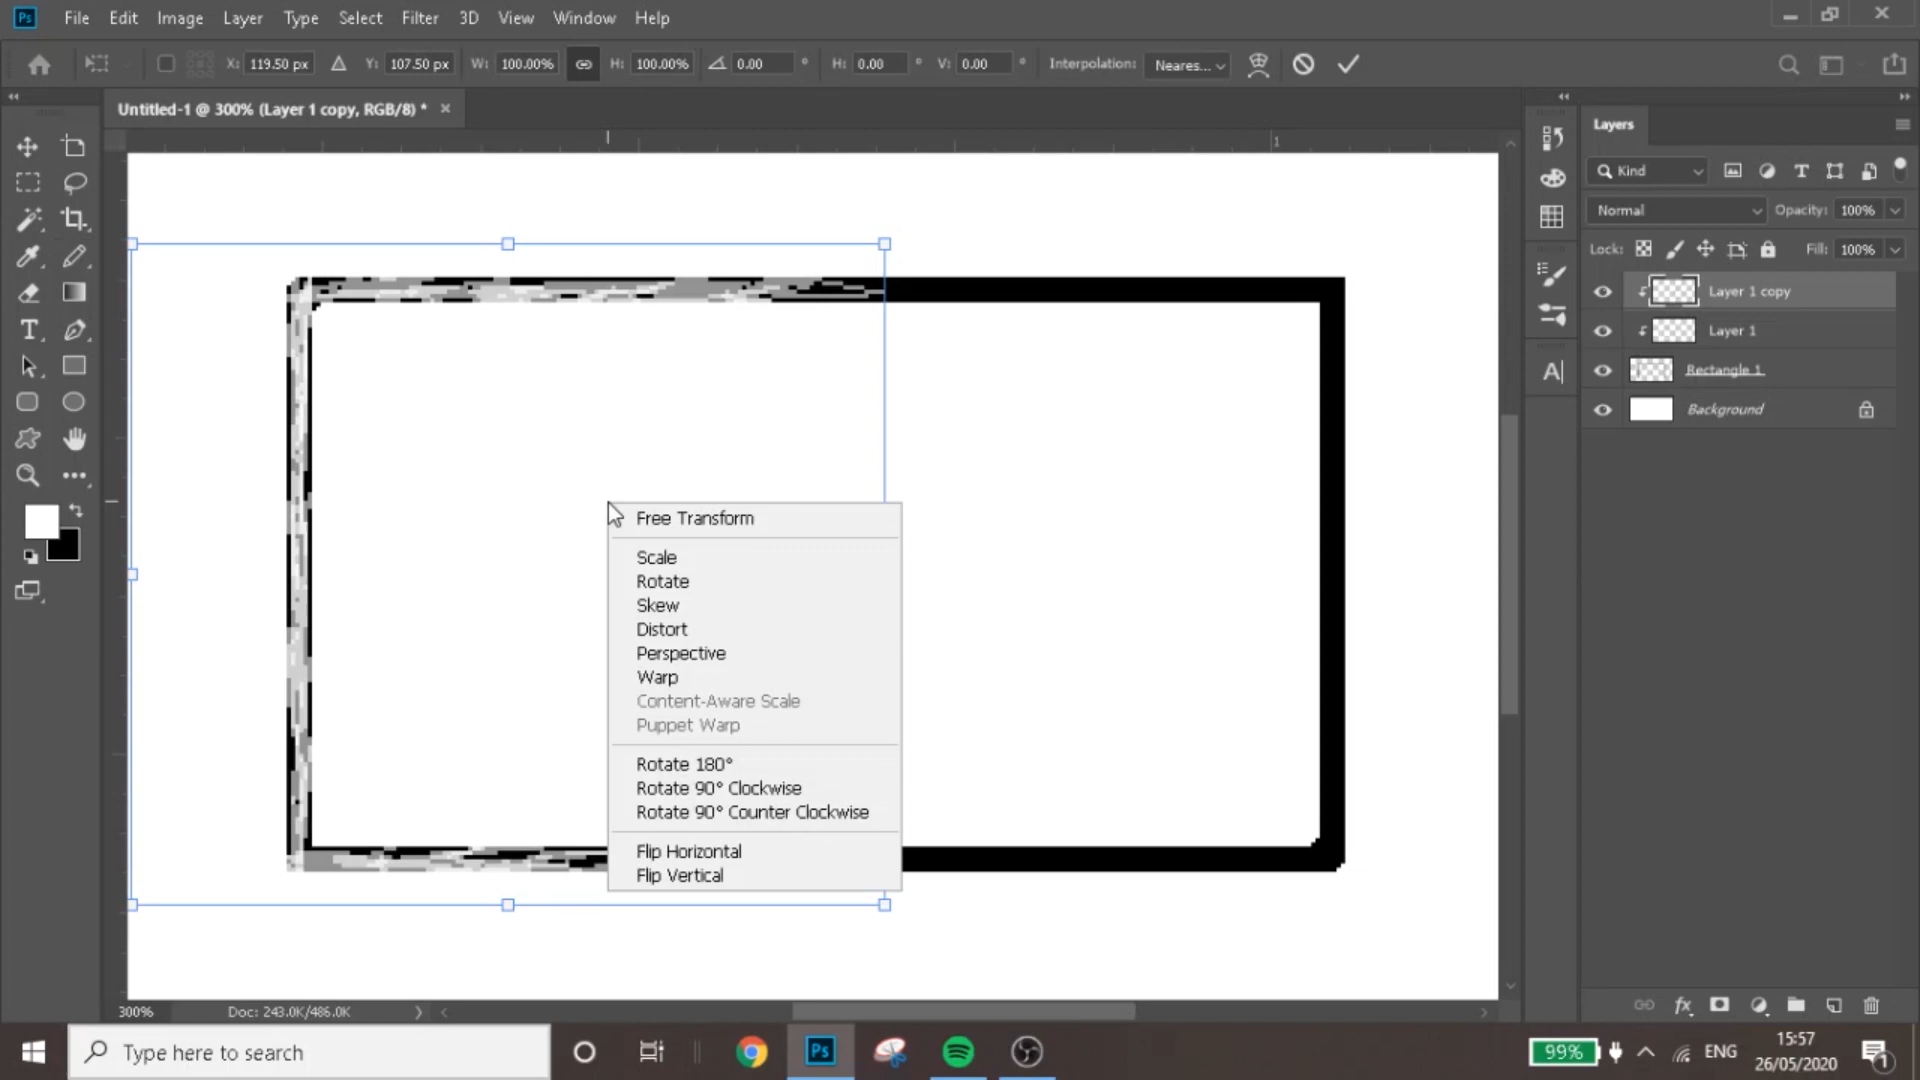 Ps File Edit Image Layer Type Select Filter 3D View Window Help
X: 119.50 px Y: 107.50 px W: 100.00% H: 100.00% 0.00 ° H: 0.00 ° V: 0.00 ° Interpolation: Neares...
Untitled-1 @ 300% (Layer 1 copy, RGB/8) *
1
Layers
Kind
Normal Opacity: 100%
Lock: Fill: 100%
Layer 1 copy
Layer 1
Rectangle 1
Background
Free Transform
Scale
Rotate
Skew
Distort
Perspective
Warp
Content-Aware Scale
Puppet Warp
Rotate 180°
Rotate 90° Clockwise
Rotate 90° Counter Clockwise
Flip Horizontal
Flip Vertical
300% Doc: 243.0K/486.0K
Type here to search
Ps
99%
ENG
15:57
26/05/2020
1